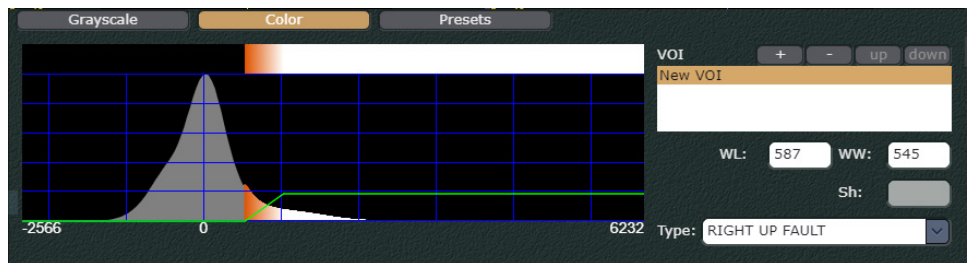 Grayscale Color Presets
VOI + - up down
New VOI
WL: 587 WW: 545
Sh:
-2566 0 6232 Type: RIGHT UP FAULT